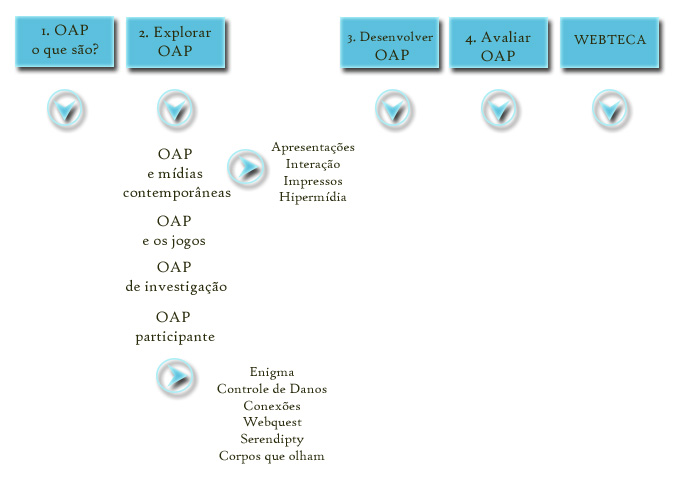 1. OAP
o que são?
2. Explorar
OAP
3. Desenvolver
OAP
4. Avaliar
OAP
WEBTECA
OAP
e mídias
contemporâneas
Apresentações
Interação
Impressos
Hipermídia
OAP
e os jogos
OAP
de investigação
OAP
participante
Enigma
Controle de Danos
Conexões
Webquest
Serendipty
Corpos que olham